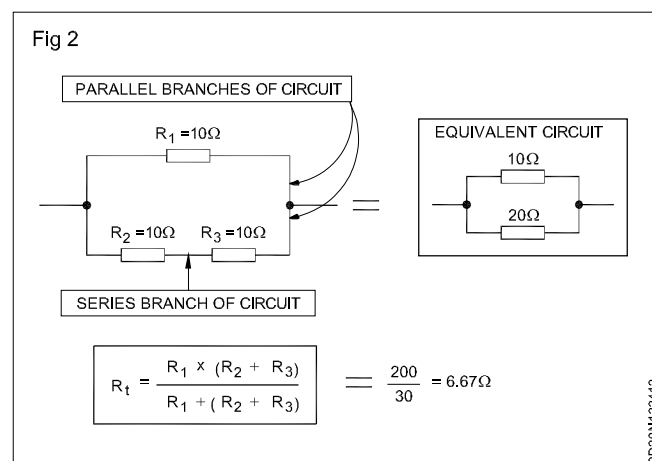 Fig 2
PARALLEL BRANCHES OF CIRCUIT
R1 =10Ω
R2 =10Ω R3 =10Ω
SERIES BRANCH OF CIRCUIT
EQUIVALENT CIRCUIT
10Ω
20Ω
Rt = R1 x (R2 + R3) / R1 + ( R2 + R3 ) = 200 / 30 = 6.67Ω